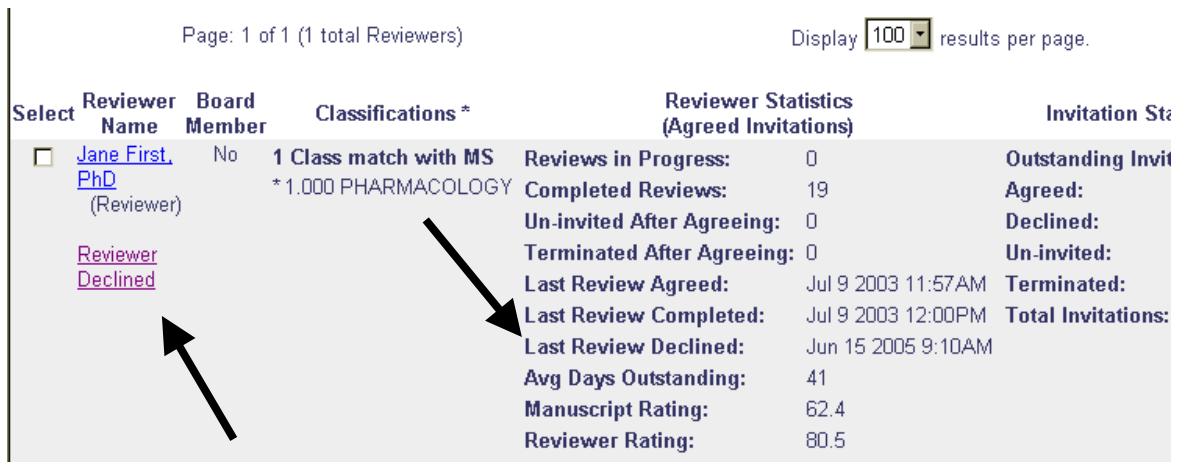 Page: 1 of 1 (1 total Reviewers)
Display 100 results per page.
Select
Reviewer Name
Board Member
Classifications *
Reviewer Statistics
(Agreed Invitations)
Invitation Sta
Jane First,
PhD
(Reviewer)
Reviewer
Declined
No
1 Class match with MS
* 1.000 PHARMACOLOGY
Reviews in Progress: 0
Completed Reviews: 19
Un-invited After Agreeing: 0
Terminated After Agreeing: 0
Last Review Agreed: Jul 9 2003 11:57AM
Last Review Completed: Jul 9 2003 12:00PM
Last Review Declined: Jun 15 2005 9:10AM
Avg Days Outstanding: 41
Manuscript Rating: 62.4
Reviewer Rating: 80.5
Outstanding Invit
Agreed:
Declined:
Un-invited:
Terminated:
Total Invitations: